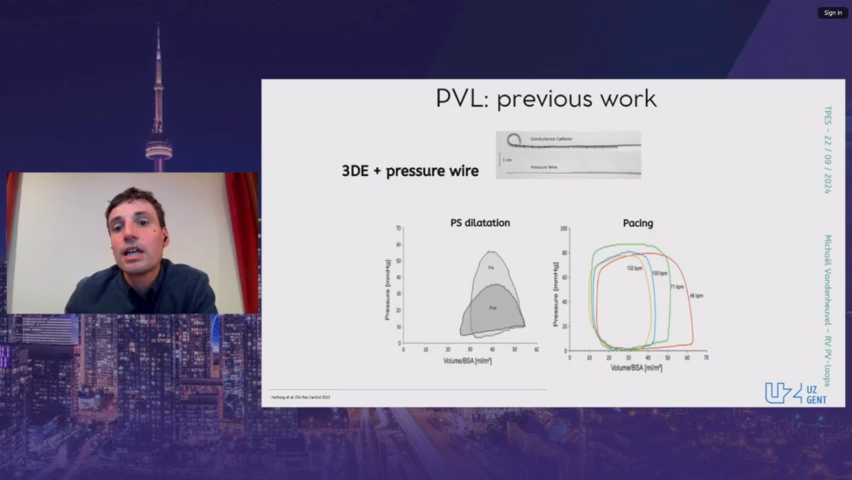 Sign in
PVL: previous work
Conductance Catheter
1 cm
Pressure Wire
3DE + pressure wire
PS dilatation
Pressure [mmHg]
70
60
50
40
30
20
10
0
Pre
Post
0 10 20 30 40 50 60
Volume/BSA [ml/m²]
Pacing
Pressure [mmHg]
100
80
60
40
20
0
132 bpm
100 bpm
71 bpm
48 bpm
0 10 20 30 40 50 60 70
Volume/BSA [ml/m²]
TPES – 22 / 09 / 2024
Michaël Vandenheuvel – RV PV-loops
UZ
GENT